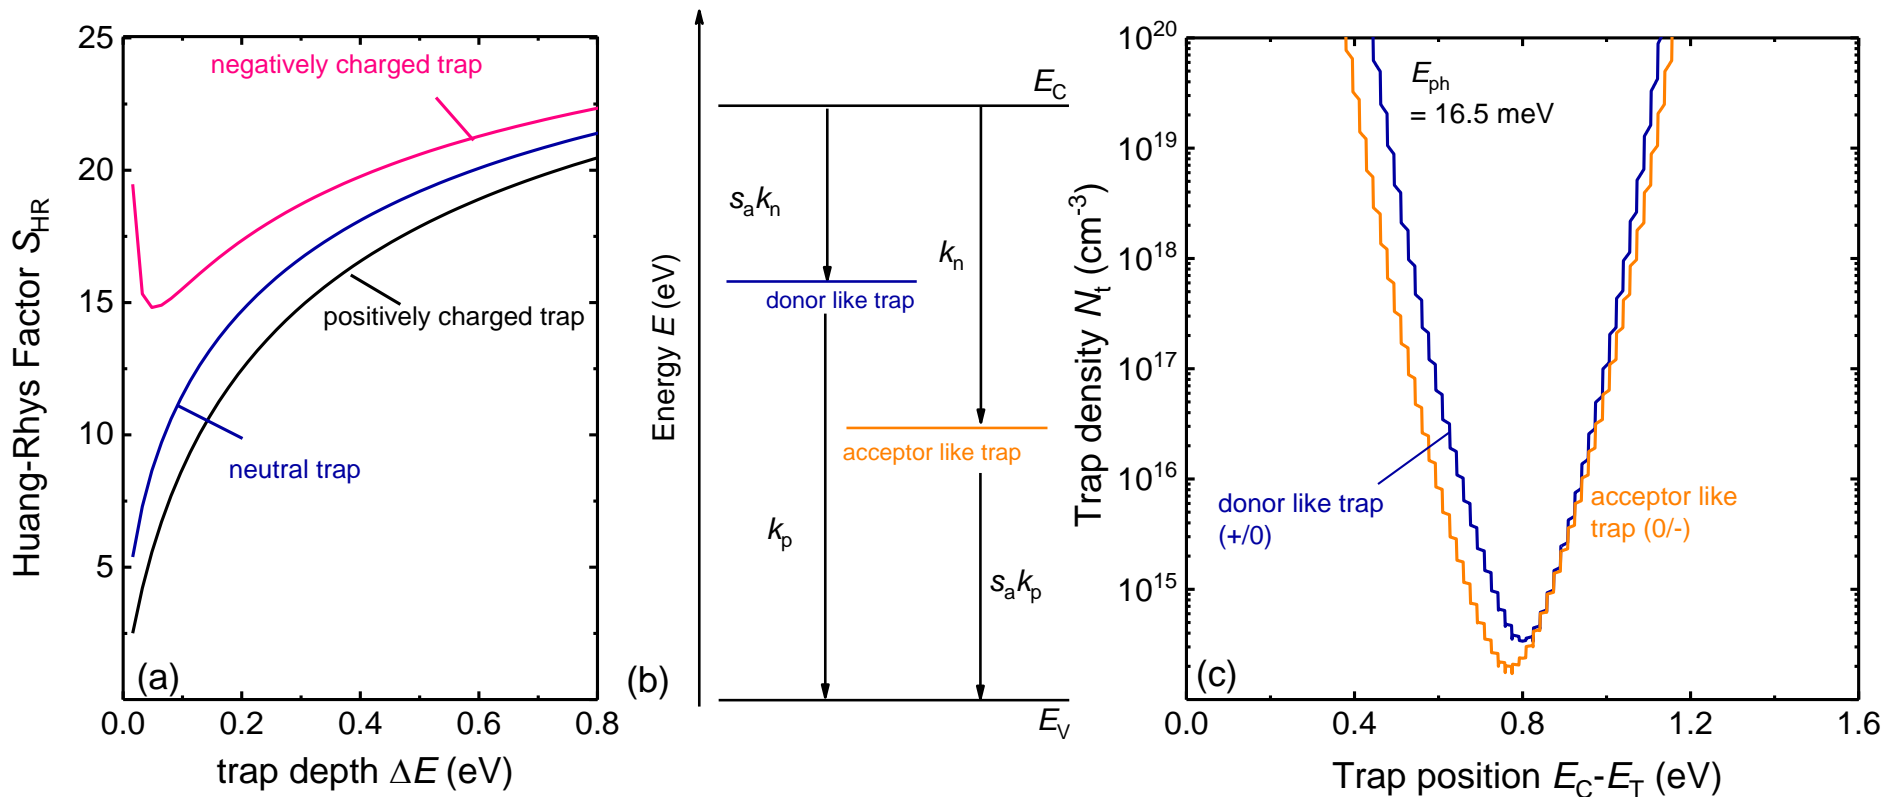 25
20
15
10
5
0.0 0.2 0.4 0.6 0.8
Huang-Rhys Factor S_HR
trap depth ΔE (eV)
negatively charged trap
positively charged trap
neutral trap
(a)
Energy E (eV)
E_C
s_a k_n
k_n
donor like trap
acceptor like trap
k_p
s_a k_p
E_V
(b)
10^20
10^19
10^18
10^17
10^16
10^15
Trap density N_t (cm^-3)
E_ph
= 16.5 meV
donor like trap
(+/0)
acceptor like
trap (0/-)
(c)
0.0 0.4 0.8 1.2 1.6
Trap position E_C-E_T (eV)